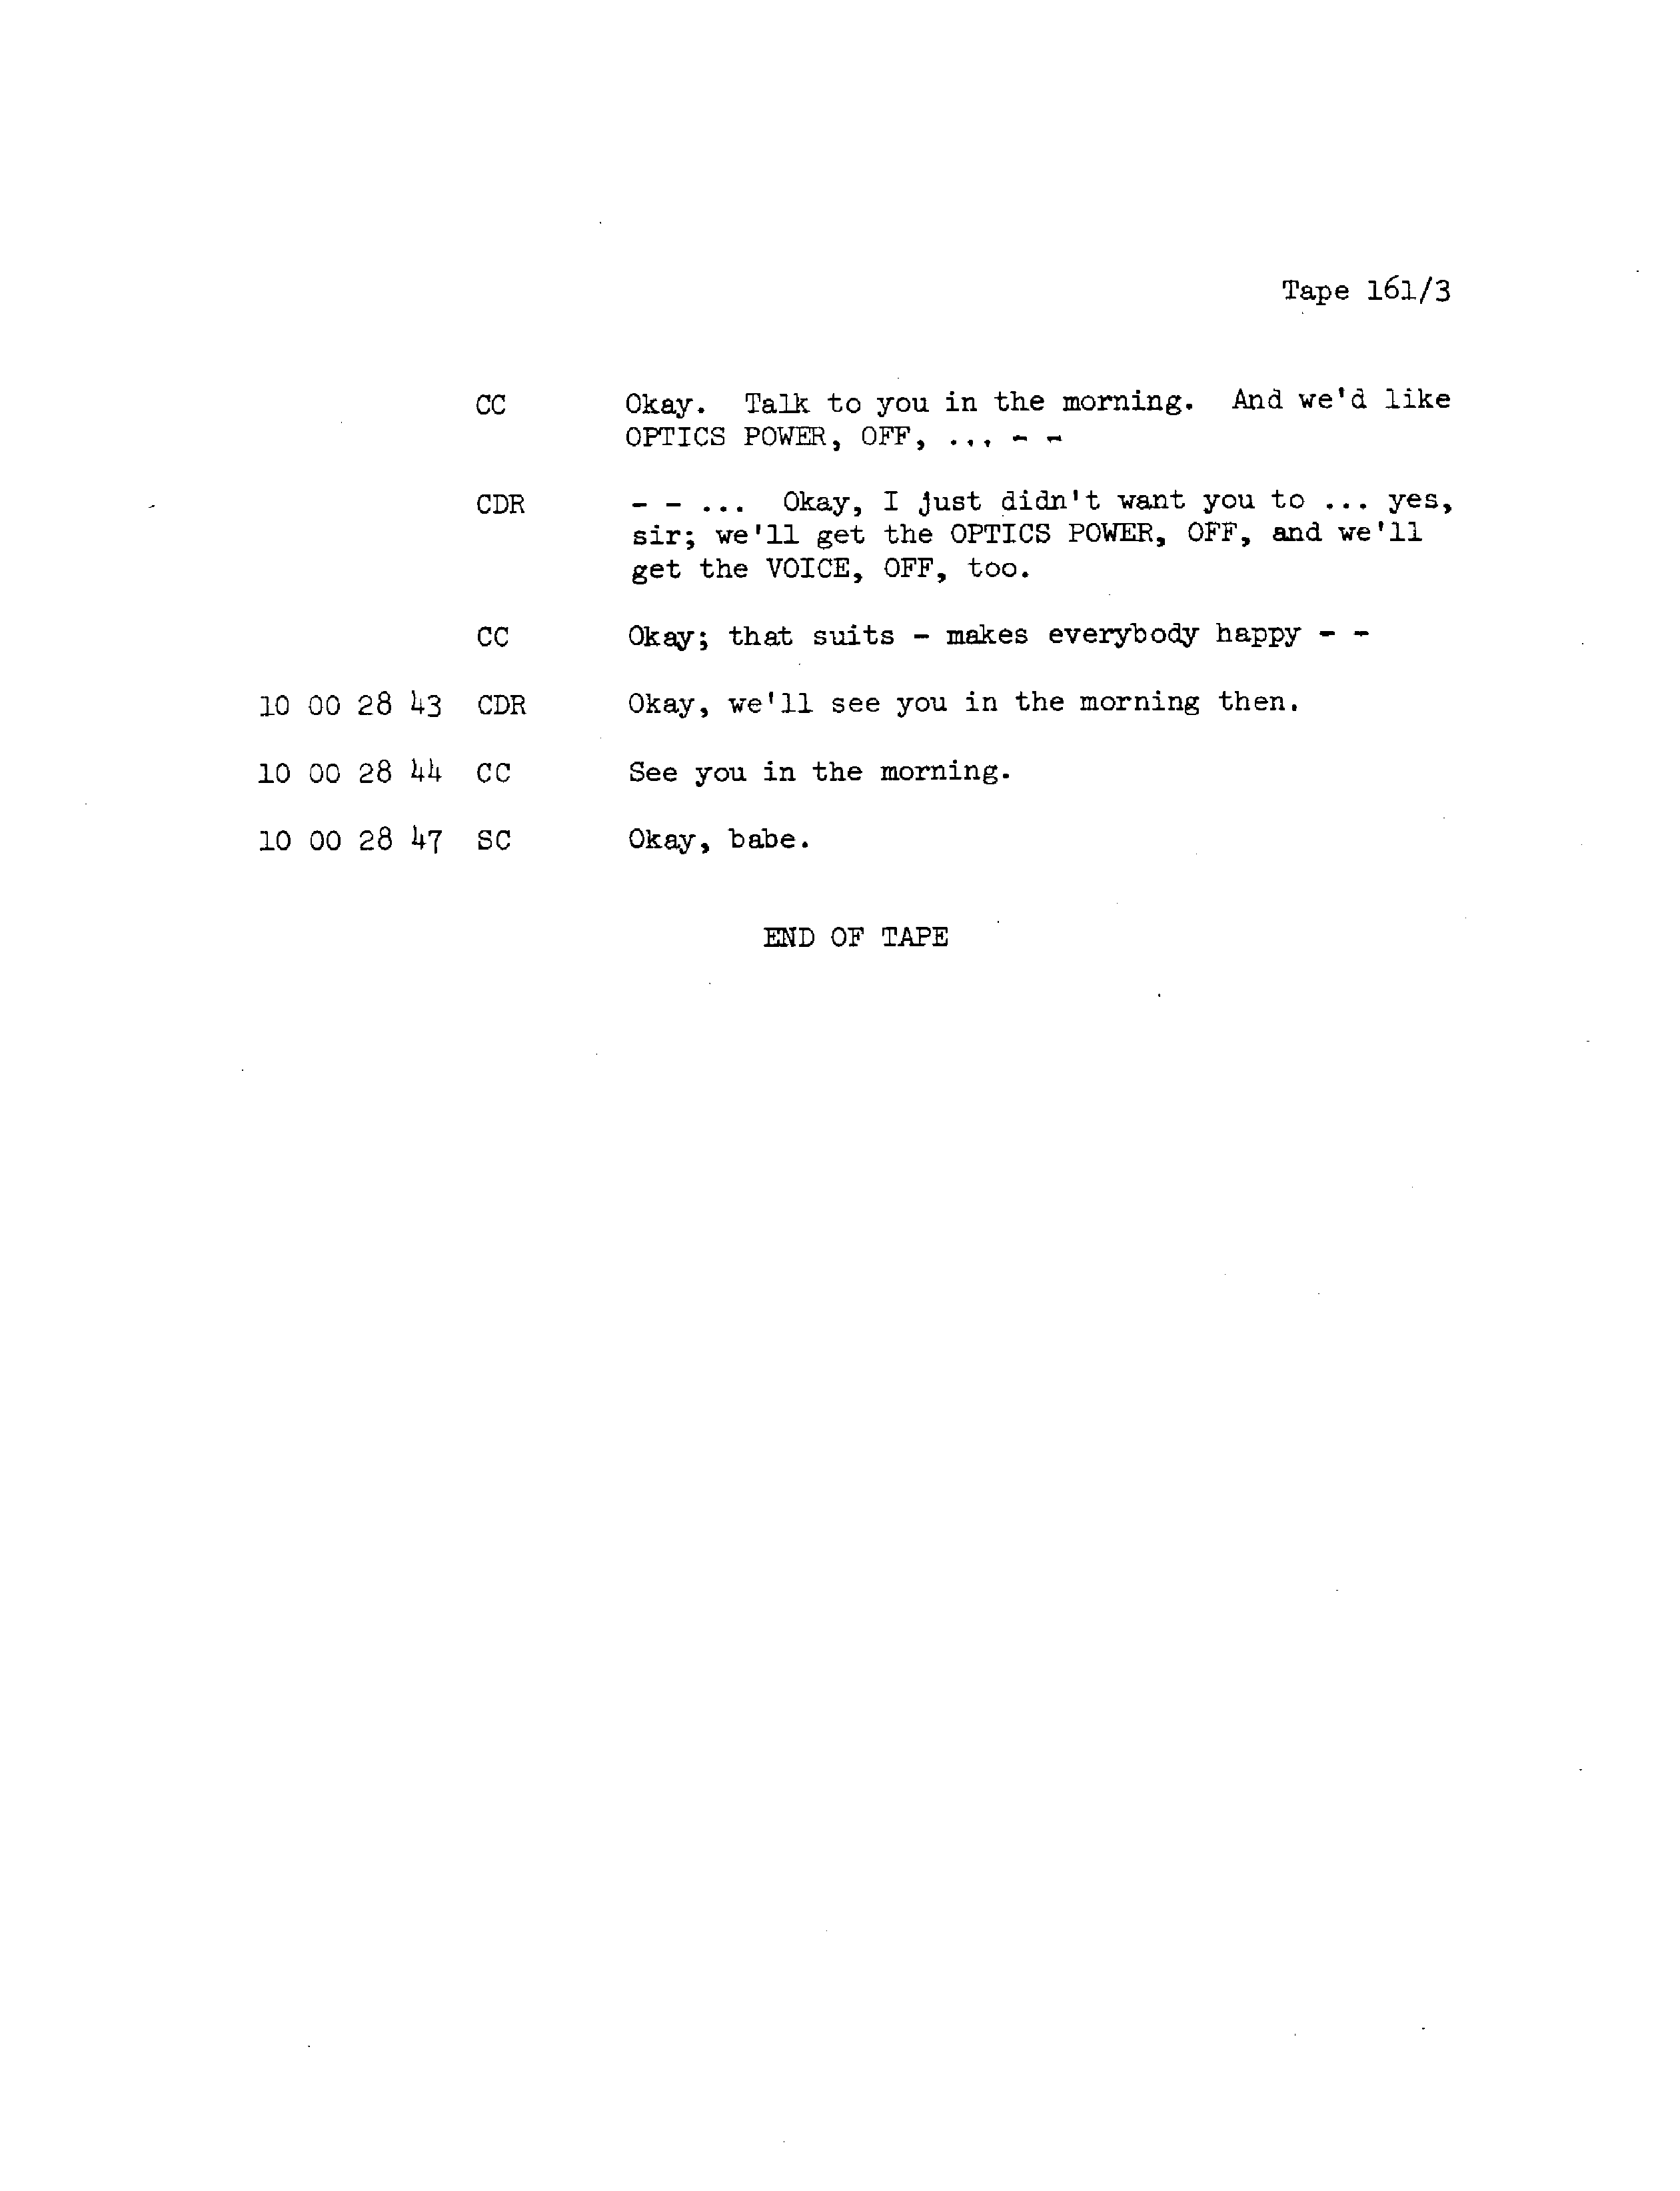 Tape 161/3
CC Okay. Talk to you in the morning. And we'd like
OPTICS POWER, OFF, ... - -
CDR - - ... Okay, I just didn't want you to ... yes,
sir; we'll get the OPTICS POWER, OFF, and we'll
get the VOICE, OFF, too.
CC Okay; that suits - makes everybody happy - -
10 00 28 43 CDR Okay, we'll see you in the morning then.
10 00 28 44 CC See you in the morning.
10 00 28 47 SC Okay, babe.
END OF TAPE